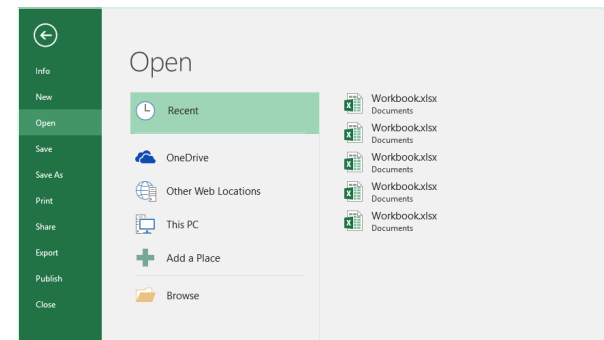 Info
New
Open
Save
Save As
Print
Share
Export
Publish
Close
Open
Recent
OneDrive
Other Web Locations
This PC
Add a Place
Browse
Workbook.xlsx
Documents
Workbook.xlsx
Documents
Workbook.xlsx
Documents
Workbook.xlsx
Documents
Workbook.xlsx
Documents